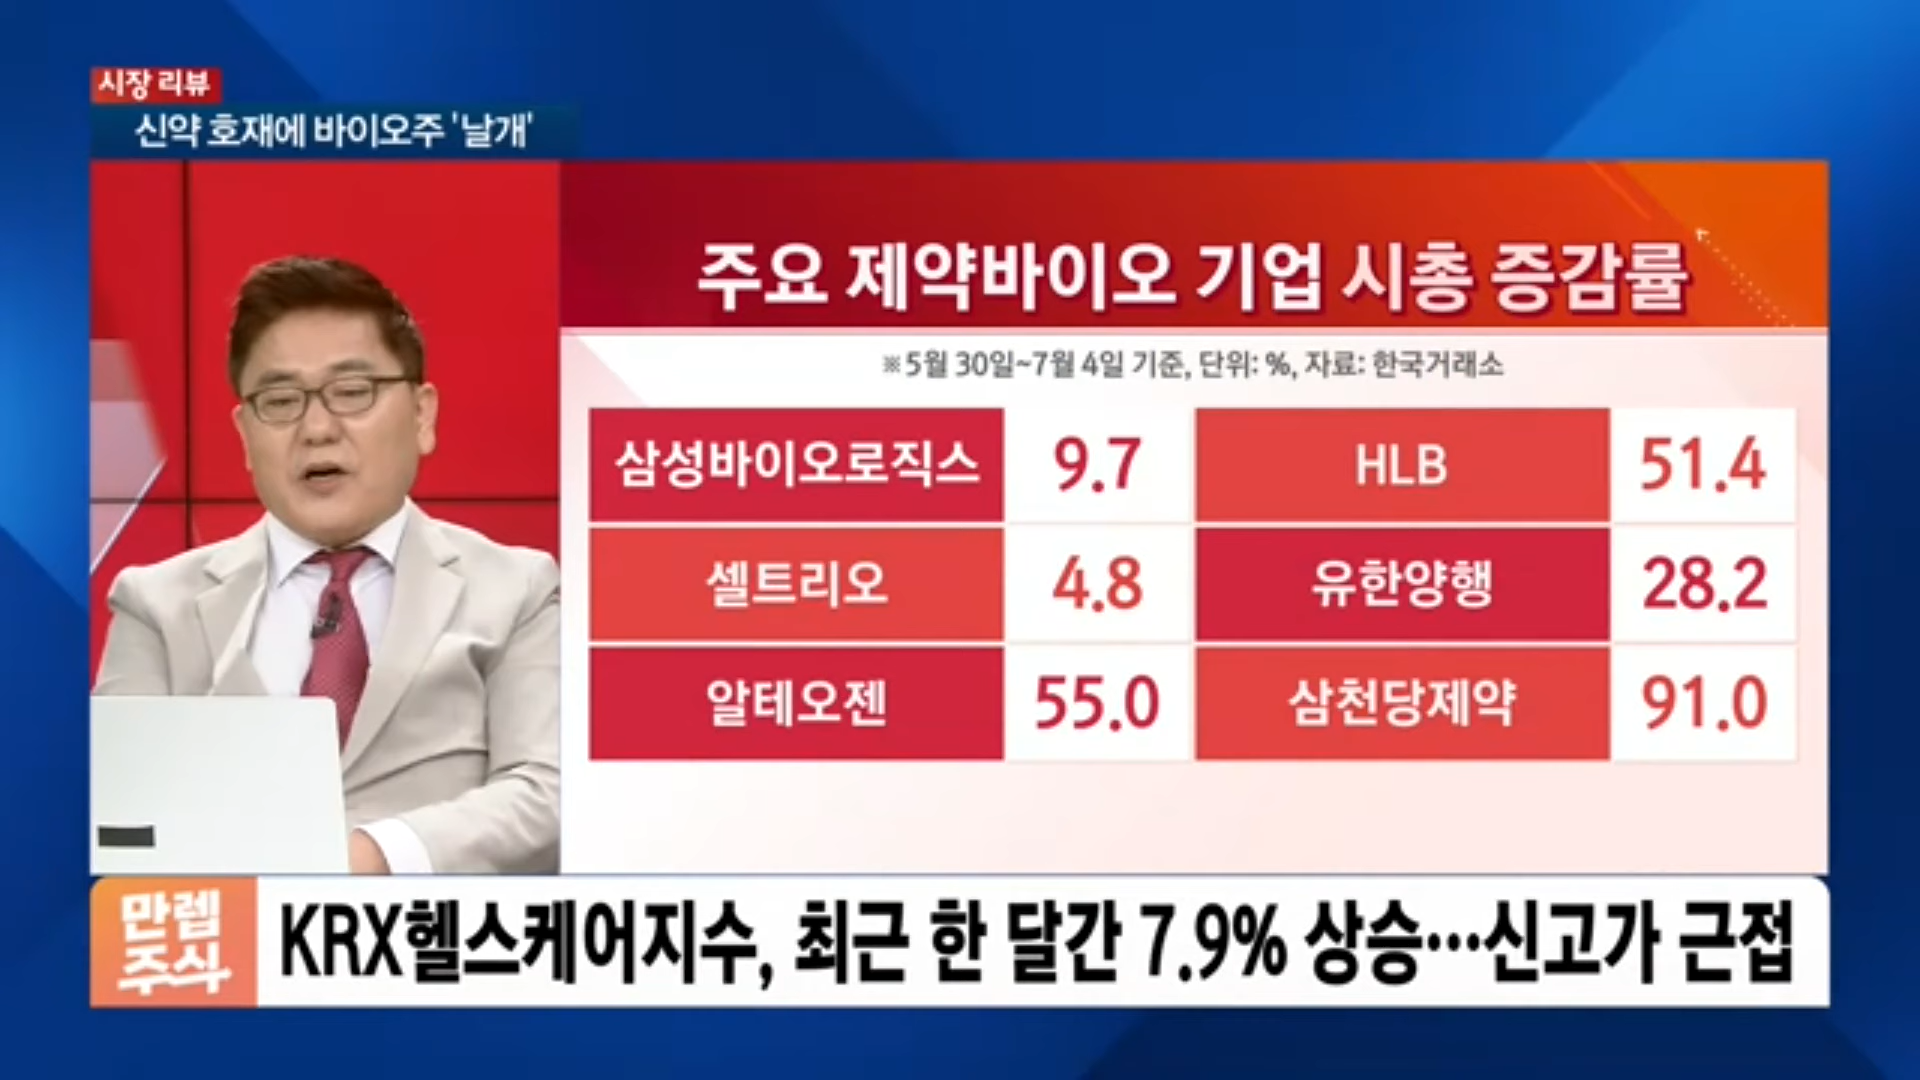 시장 리뷰
신약 호재에 바이오주 '날개'
주요 제약바이오 기업 시총 증감률
※5월 30일~7월 4일 기준, 단위: %, 자료: 한국거래소
삼성바이오로직스 9.7 HLB 51.4
셀트리오 4.8 유한양행 28.2
알테오젠 55.0 삼천당제약 91.0
만렙
주식
KRX헬스케어지수, 최근 한 달간 7.9% 상승…신고가 근접